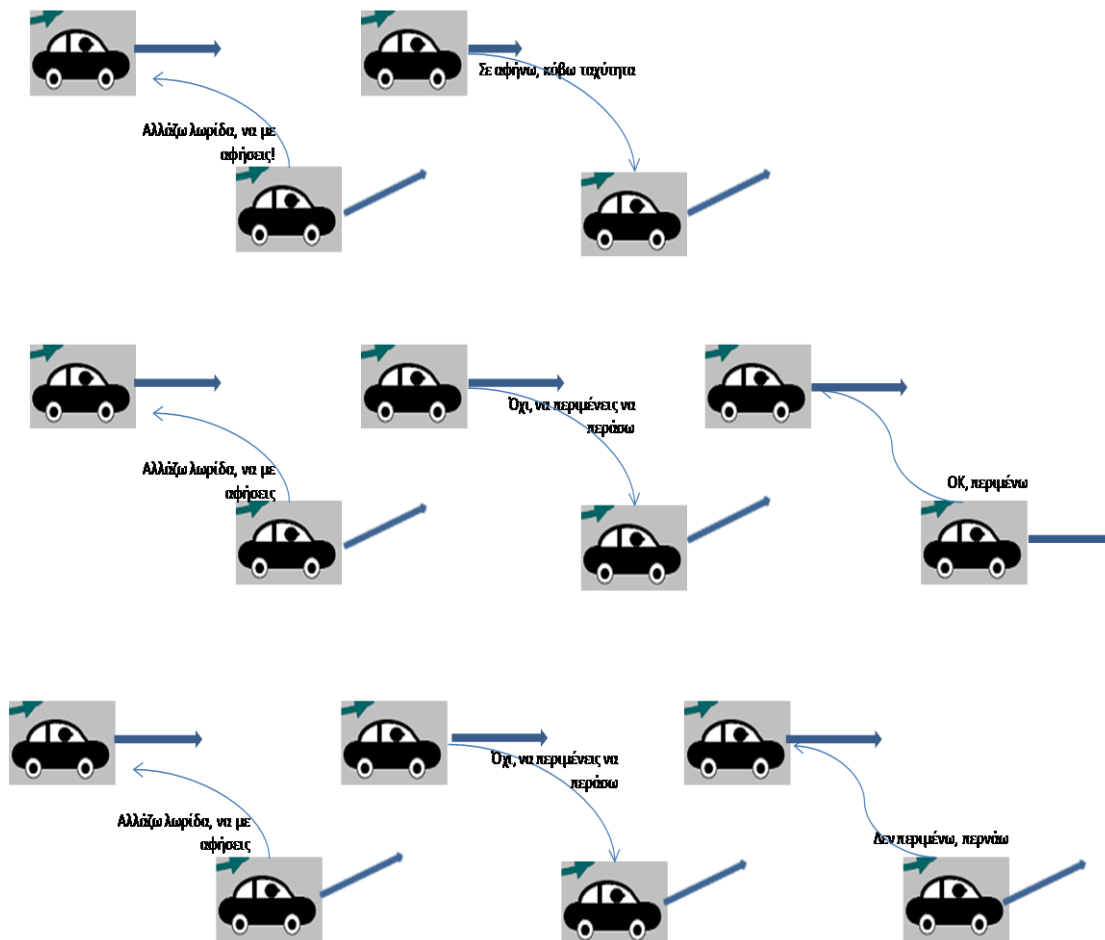 Σε αφήνω, κόβω ταχύτητα
Αλλάζω λωρίδα, να με
αφήσεις!
Όχι, να περιμένεις να
περάσω
Αλλάζω λωρίδα, να με
αφήσεις
ΟΚ, περιμένω
Όχι, να περιμένεις να
περάσω
Αλλάζω λωρίδα, να με
αφήσεις
Δεν περιμένω, περνάω